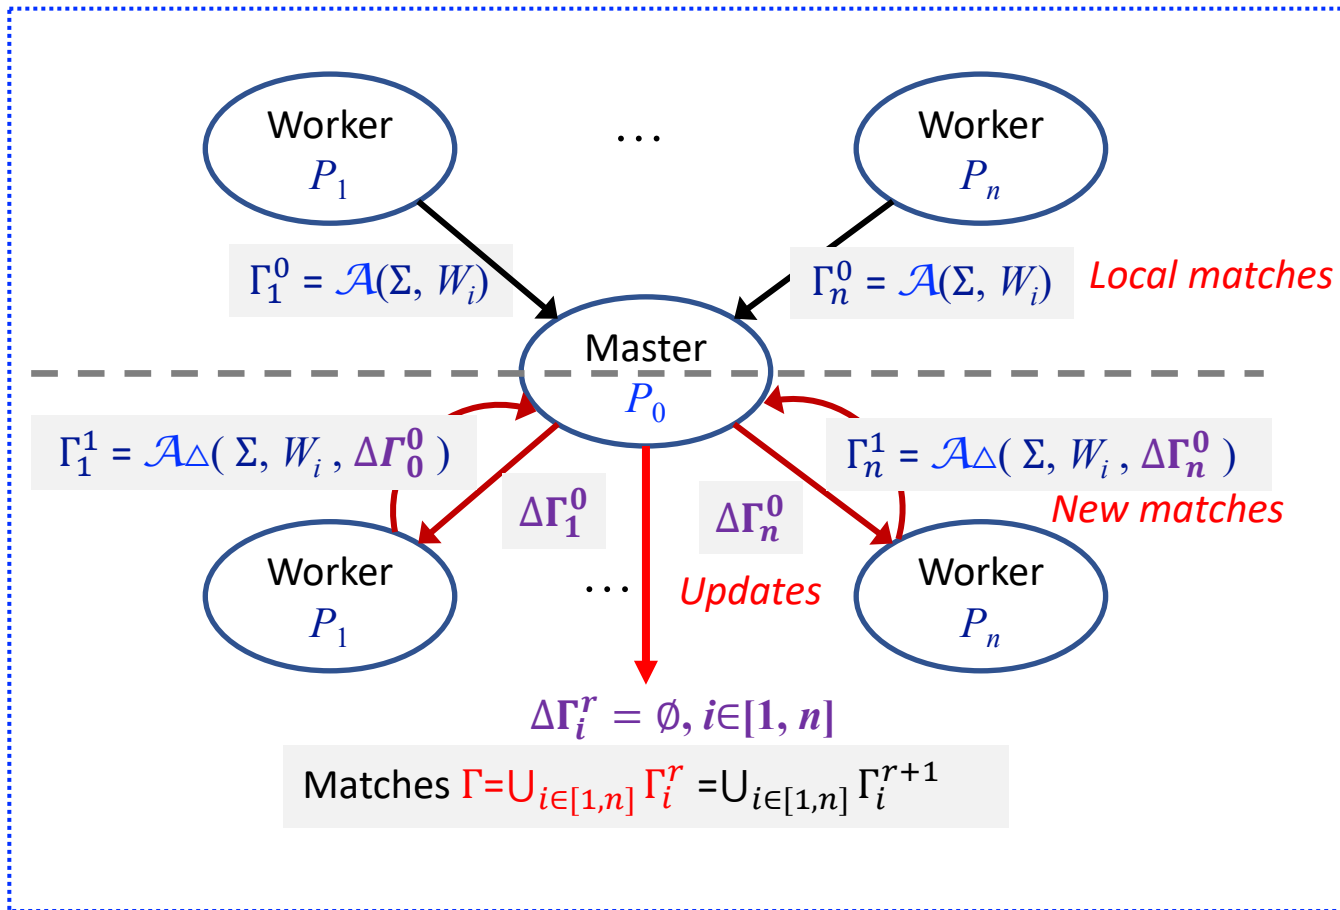 Worker
P₁
…
Worker
Pₙ
Γ₁⁰ = 𝒜(Σ, Wᵢ)
Γₙ⁰ = 𝒜(Σ, Wᵢ)
Local matches
Master
P₀
Γ₁¹ = 𝒜△( Σ, Wᵢ , ΔΓ₀⁰ )
Γₙ¹ = 𝒜△( Σ, Wᵢ , ΔΓₙ⁰ )
ΔΓ₁⁰
ΔΓₙ⁰
New matches
Worker
P₁
…
Updates
Worker
Pₙ
ΔΓᵢʳ = ∅, i∈[1, n]
Matches Γ=⋃_{i∈[1,n]} Γᵢʳ =⋃_{i∈[1,n]} Γᵢʳ⁺¹